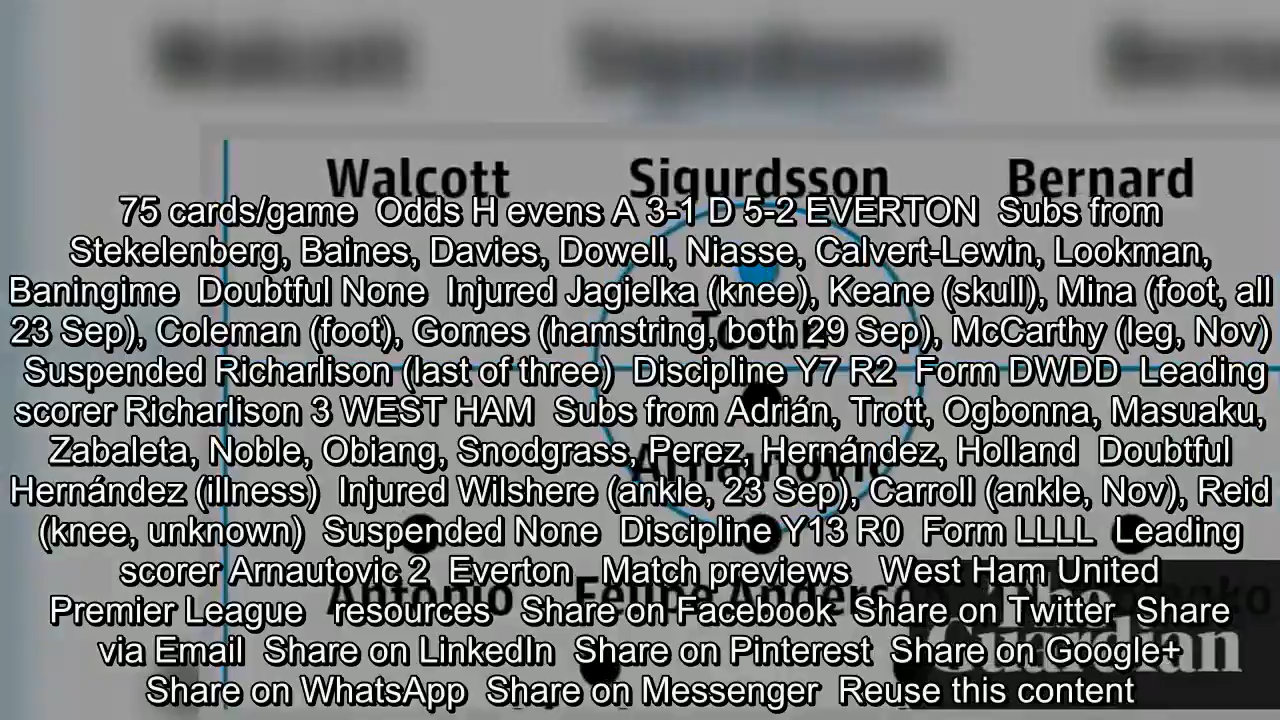 Walcott Sigurdsson Bernard
75 cards/game Odds H evens A 3-1 D 5-2 EVERTON Subs from
Stekelenberg, Baines, Davies, Dowell, Niasse, Calvert-Lewin, Lookman,
Baningime Doubtful None Injured Jagielka (knee), Keane (skull), Mina (foot, all
23 Sep), Coleman (foot), Gomes (hamstring, both 29 Sep), McCarthy (leg, Nov)
Suspended Richarlison (last of three) Discipline Y7 R2 Form DWDD Leading
scorer Richarlison 3 WEST HAM Subs from Adrián, Trott, Ogbonna, Masuaku,
Zabaleta, Noble, Obiang, Snodgrass, Perez, Hernández, Holland Doubtful
Arnautovic
Hernández (illness) Injured Wilshere (ankle, 23 Sep), Carroll (ankle, Nov), Reid
(knee, unknown) Suspended None Discipline Y13 R0 Form LLLL Leading
scorer Arnautovic 2 Everton Match previews West Ham United
Antonio Felipe Anderson
Premier League resources Share on Facebook Share on Twitter Share
via Email Share on LinkedIn Share on Pinterest Share on Google+
Guardian
Share on WhatsApp Share on Messenger Reuse this content